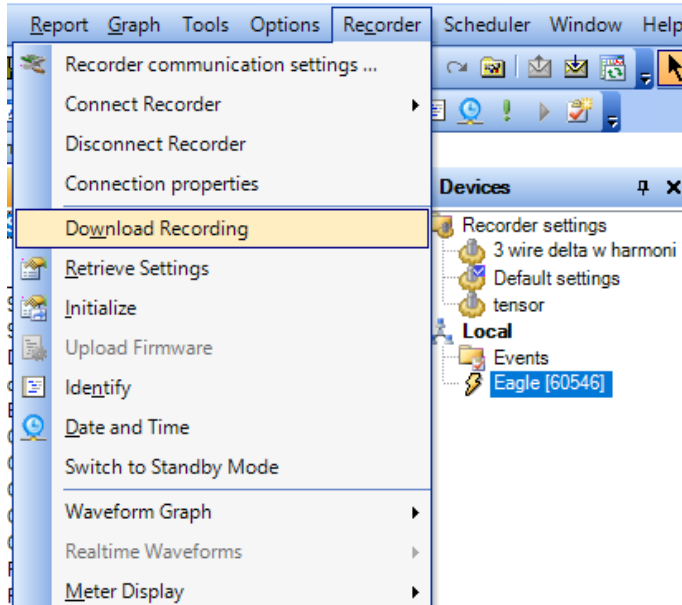 Report Graph Tools Options Recorder Scheduler Window Help
Recorder communication settings ...
Connect Recorder
Disconnect Recorder
Connection properties
Download Recording
Retrieve Settings
Initialize
Upload Firmware
Identify
Date and Time
Switch to Standby Mode
Waveform Graph
Realtime Waveforms
Meter Display
Devices
Recorder settings
3 wire delta w harmoni
Default settings
tensor
Local
Events
Eagle [60546]